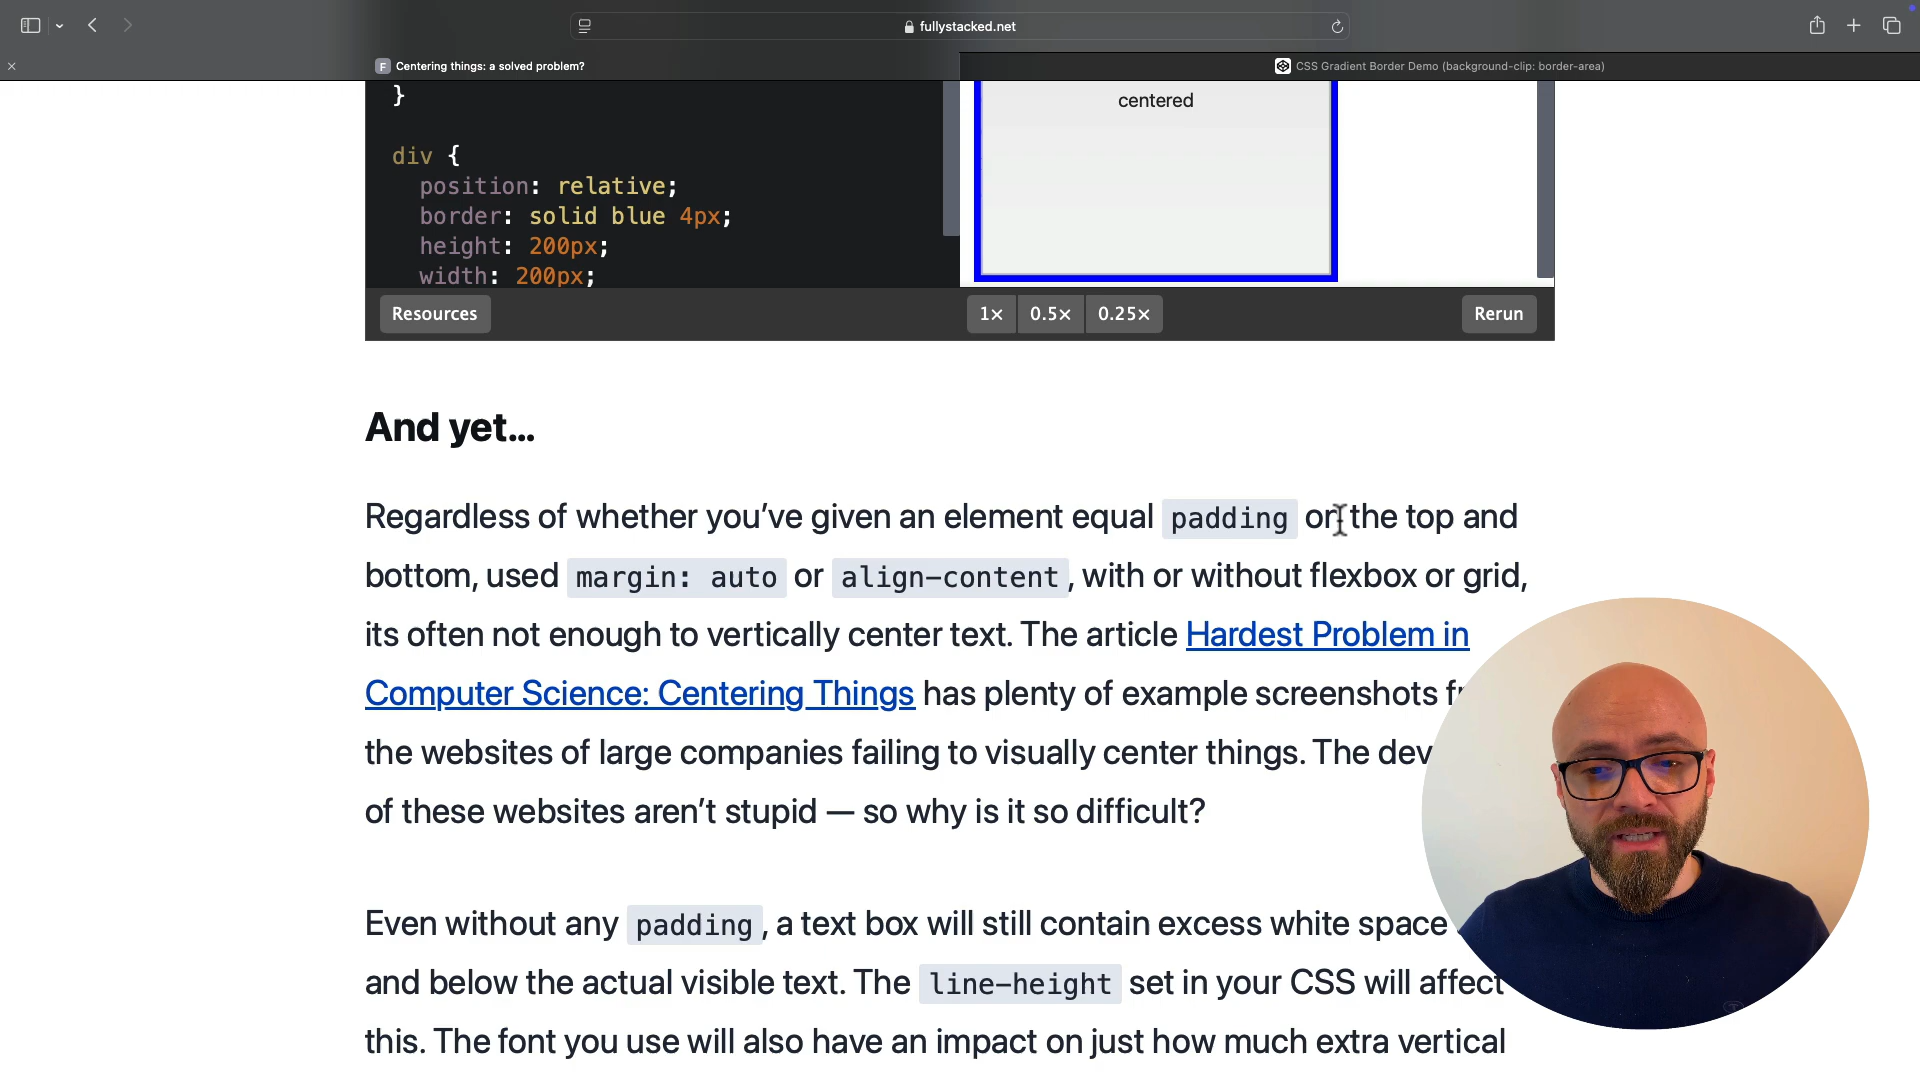 fullystacked.net
F Centering things: a solved problem?
CSS Gradient Border Demo (background-clip: border-area)
}
centered
div {
position: relative;
border: solid blue 4px;
height: 200px;
width: 200px;
Resources
1×
0.5×
0.25×
Rerun
And yet…
Regardless of whether you’ve given an element equal padding on the top and
bottom, used margin: auto or align-content, with or without flexbox or grid,
its often not enough to vertically center text. The article Hardest Problem in
Computer Science: Centering Things has plenty of example screenshots
the websites of large companies failing to visually center things. The dev
of these websites aren’t stupid — so why is it so difficult?
Even without any padding, a text box will still contain excess white space
and below the actual visible text. The line-height set in your CSS will affect
this. The font you use will also have an impact on just how much extra vertical